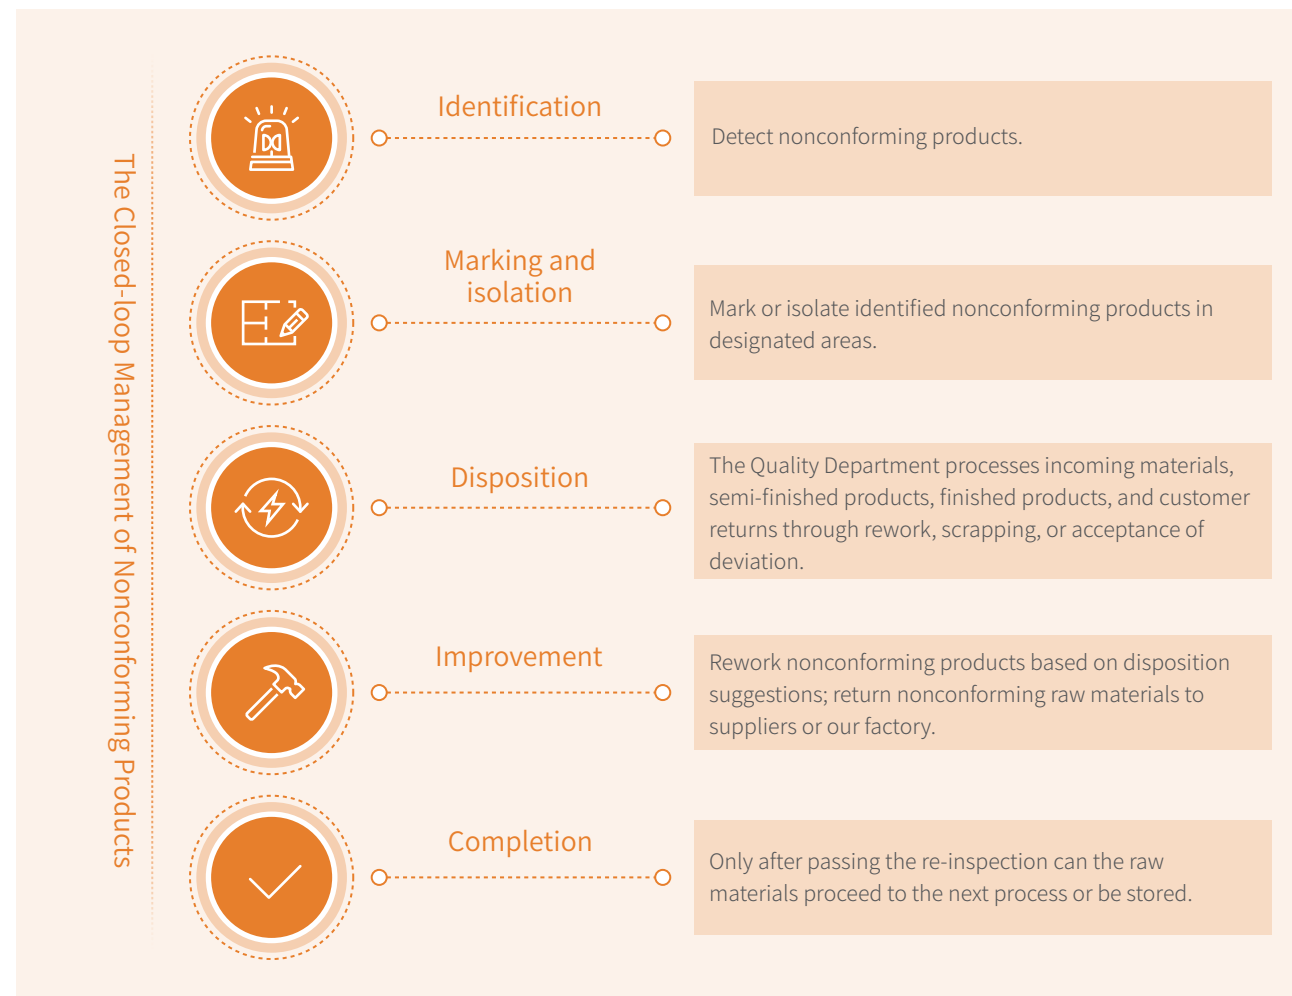 The Closed-loop Management of Nonconforming Products
Identification
Detect nonconforming products.
Marking and
isolation
Mark or isolate identified nonconforming products in
designated areas.
Disposition
The Quality Department processes incoming materials,
semi-finished products, finished products, and customer
returns through rework, scrapping, or acceptance of
deviation.
Improvement
Rework nonconforming products based on disposition
suggestions; return nonconforming raw materials to
suppliers or our factory.
Completion
Only after passing the re-inspection can the raw
materials proceed to the next process or be stored.